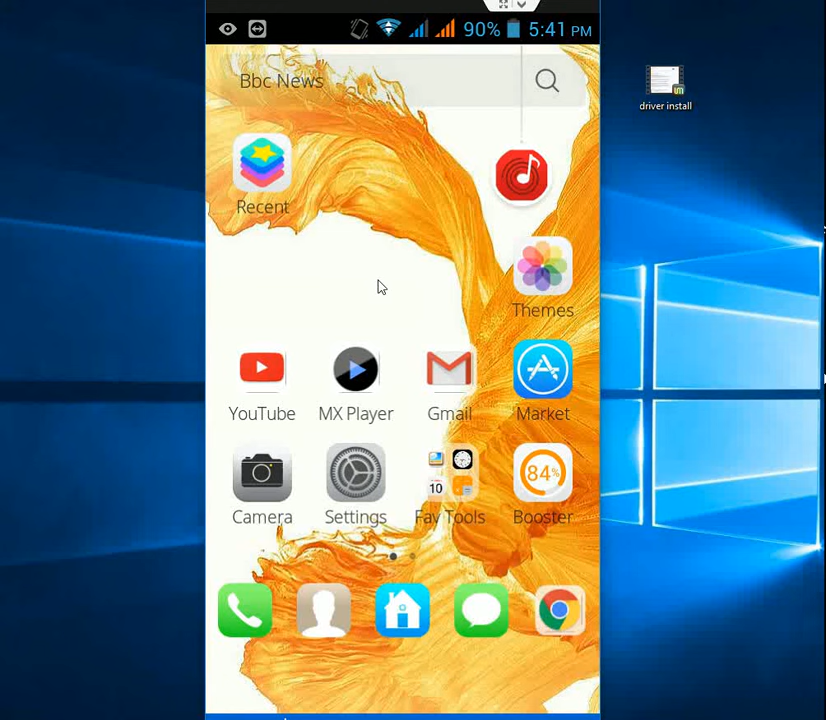 90% 5:41 PM
Bbc News
driver install
Recent
Themes
YouTube MX Player Gmail Market
84%
10
Camera Settings Fav Tools Booster